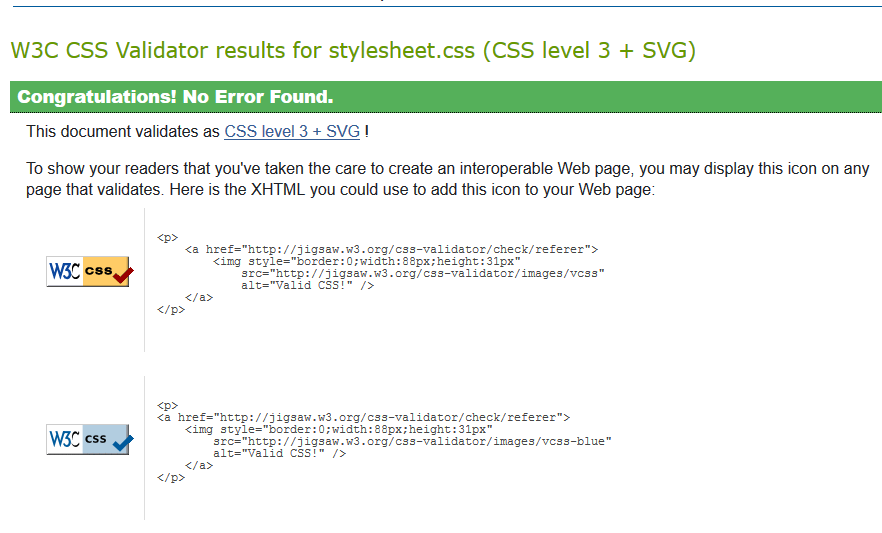 W3C CSS Validator results for stylesheet.css (CSS level 3 + SVG)
Congratulations! No Error Found.
This document validates as CSS level 3 + SVG !
To show your readers that you've taken the care to create an interoperable Web page, you may display this icon on any
page that validates. Here is the XHTML you could use to add this icon to your Web page:
W3C css
<p>
    <a href="http://jigsaw.w3.org/css-validator/check/referer">
        <img style="border:0;width:88px;height:31px"
            src="http://jigsaw.w3.org/css-validator/images/vcss"
            alt="Valid CSS!" />
    </a>
</p>
W3C css
<p>
<a href="http://jigsaw.w3.org/css-validator/check/referer">
    <img style="border:0;width:88px;height:31px"
        src="http://jigsaw.w3.org/css-validator/images/vcss-blue"
        alt="Valid CSS!" />
    </a>
</p>